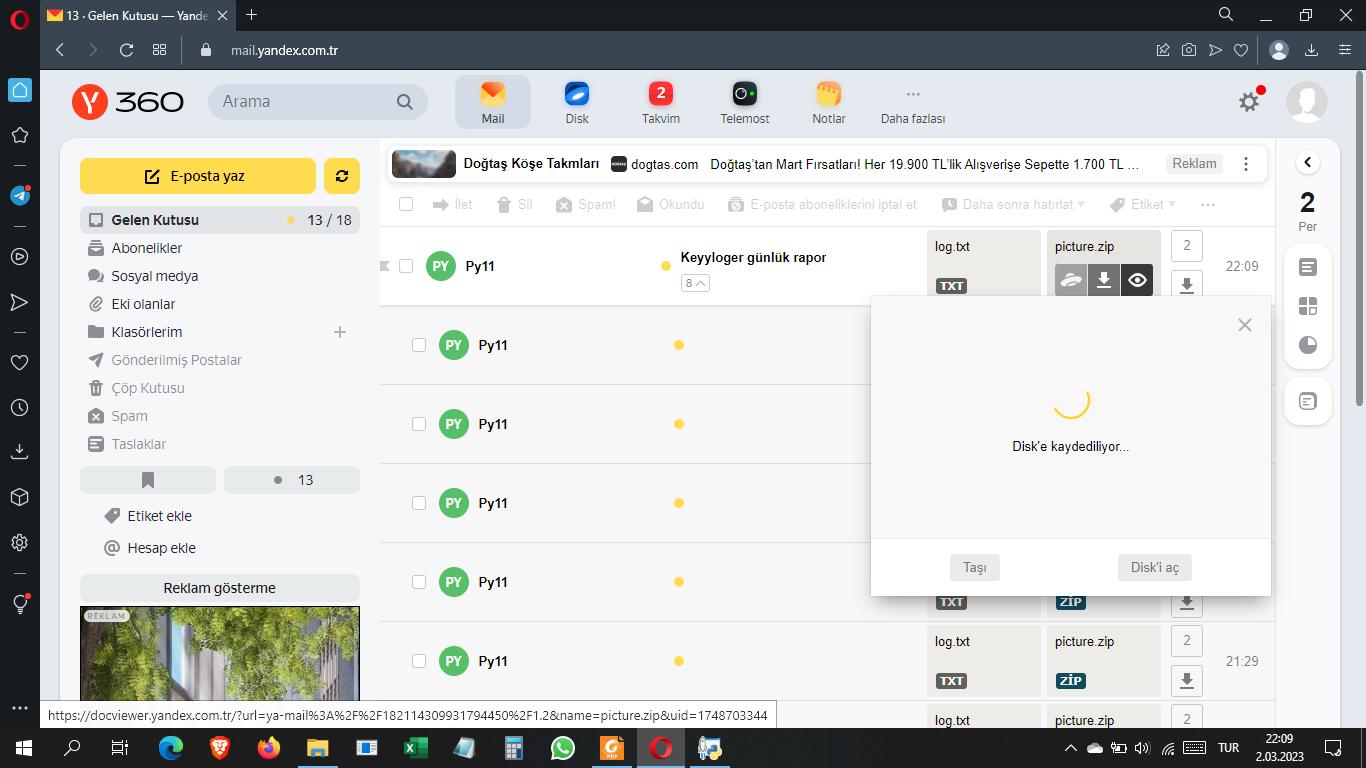 13 · Gelen Kutusu — Yande
mail.yandex.com.tr
Y 360
Arama
Mail
Disk
2
Takvim
Telemost
Notlar
Daha fazlası
E-posta yaz
Gelen Kutusu
13 / 18
Abonelikler
Sosyal medya
Eki olanlar
Klasörlerim
Gönderilmiş Postalar
Çöp Kutusu
Spam
Taslaklar
13
Etiket ekle
Hesap ekle
Reklam gösterme
REKLAM
Doğtaş Köşe Takmları
DOĞTAŞ
dogtas.com
Doğtaş'tan Mart Fırsatları! Her 19.900 TL'lik Alışverişe Sepette 1.700 TL ...
Reklam
İlet
Sil
Spam!
Okundu
E-posta aboneliklerini iptal et
Daha sonra hatırlat
Etiket
PY
Py11
Keyyloger günlük rapor
8
log.txt
TXT
picture.zip
2
22:09
PY
Py11
PY
Py11
PY
Py11
PY
Py11
TXT
ZİP
PY
Py11
log.txt
TXT
picture.zip
ZİP
2
21:29
log.txt
picture.zip
2
Disk'e kaydediliyor...
Taşı
Disk'i aç
2
Per
https://docviewer.yandex.com.tr/?url=ya-mail%3A%2F%2F182114309931794450%2F1.2&name=picture.zip&uid=1748703344
TUR
22:09
2.03.2023